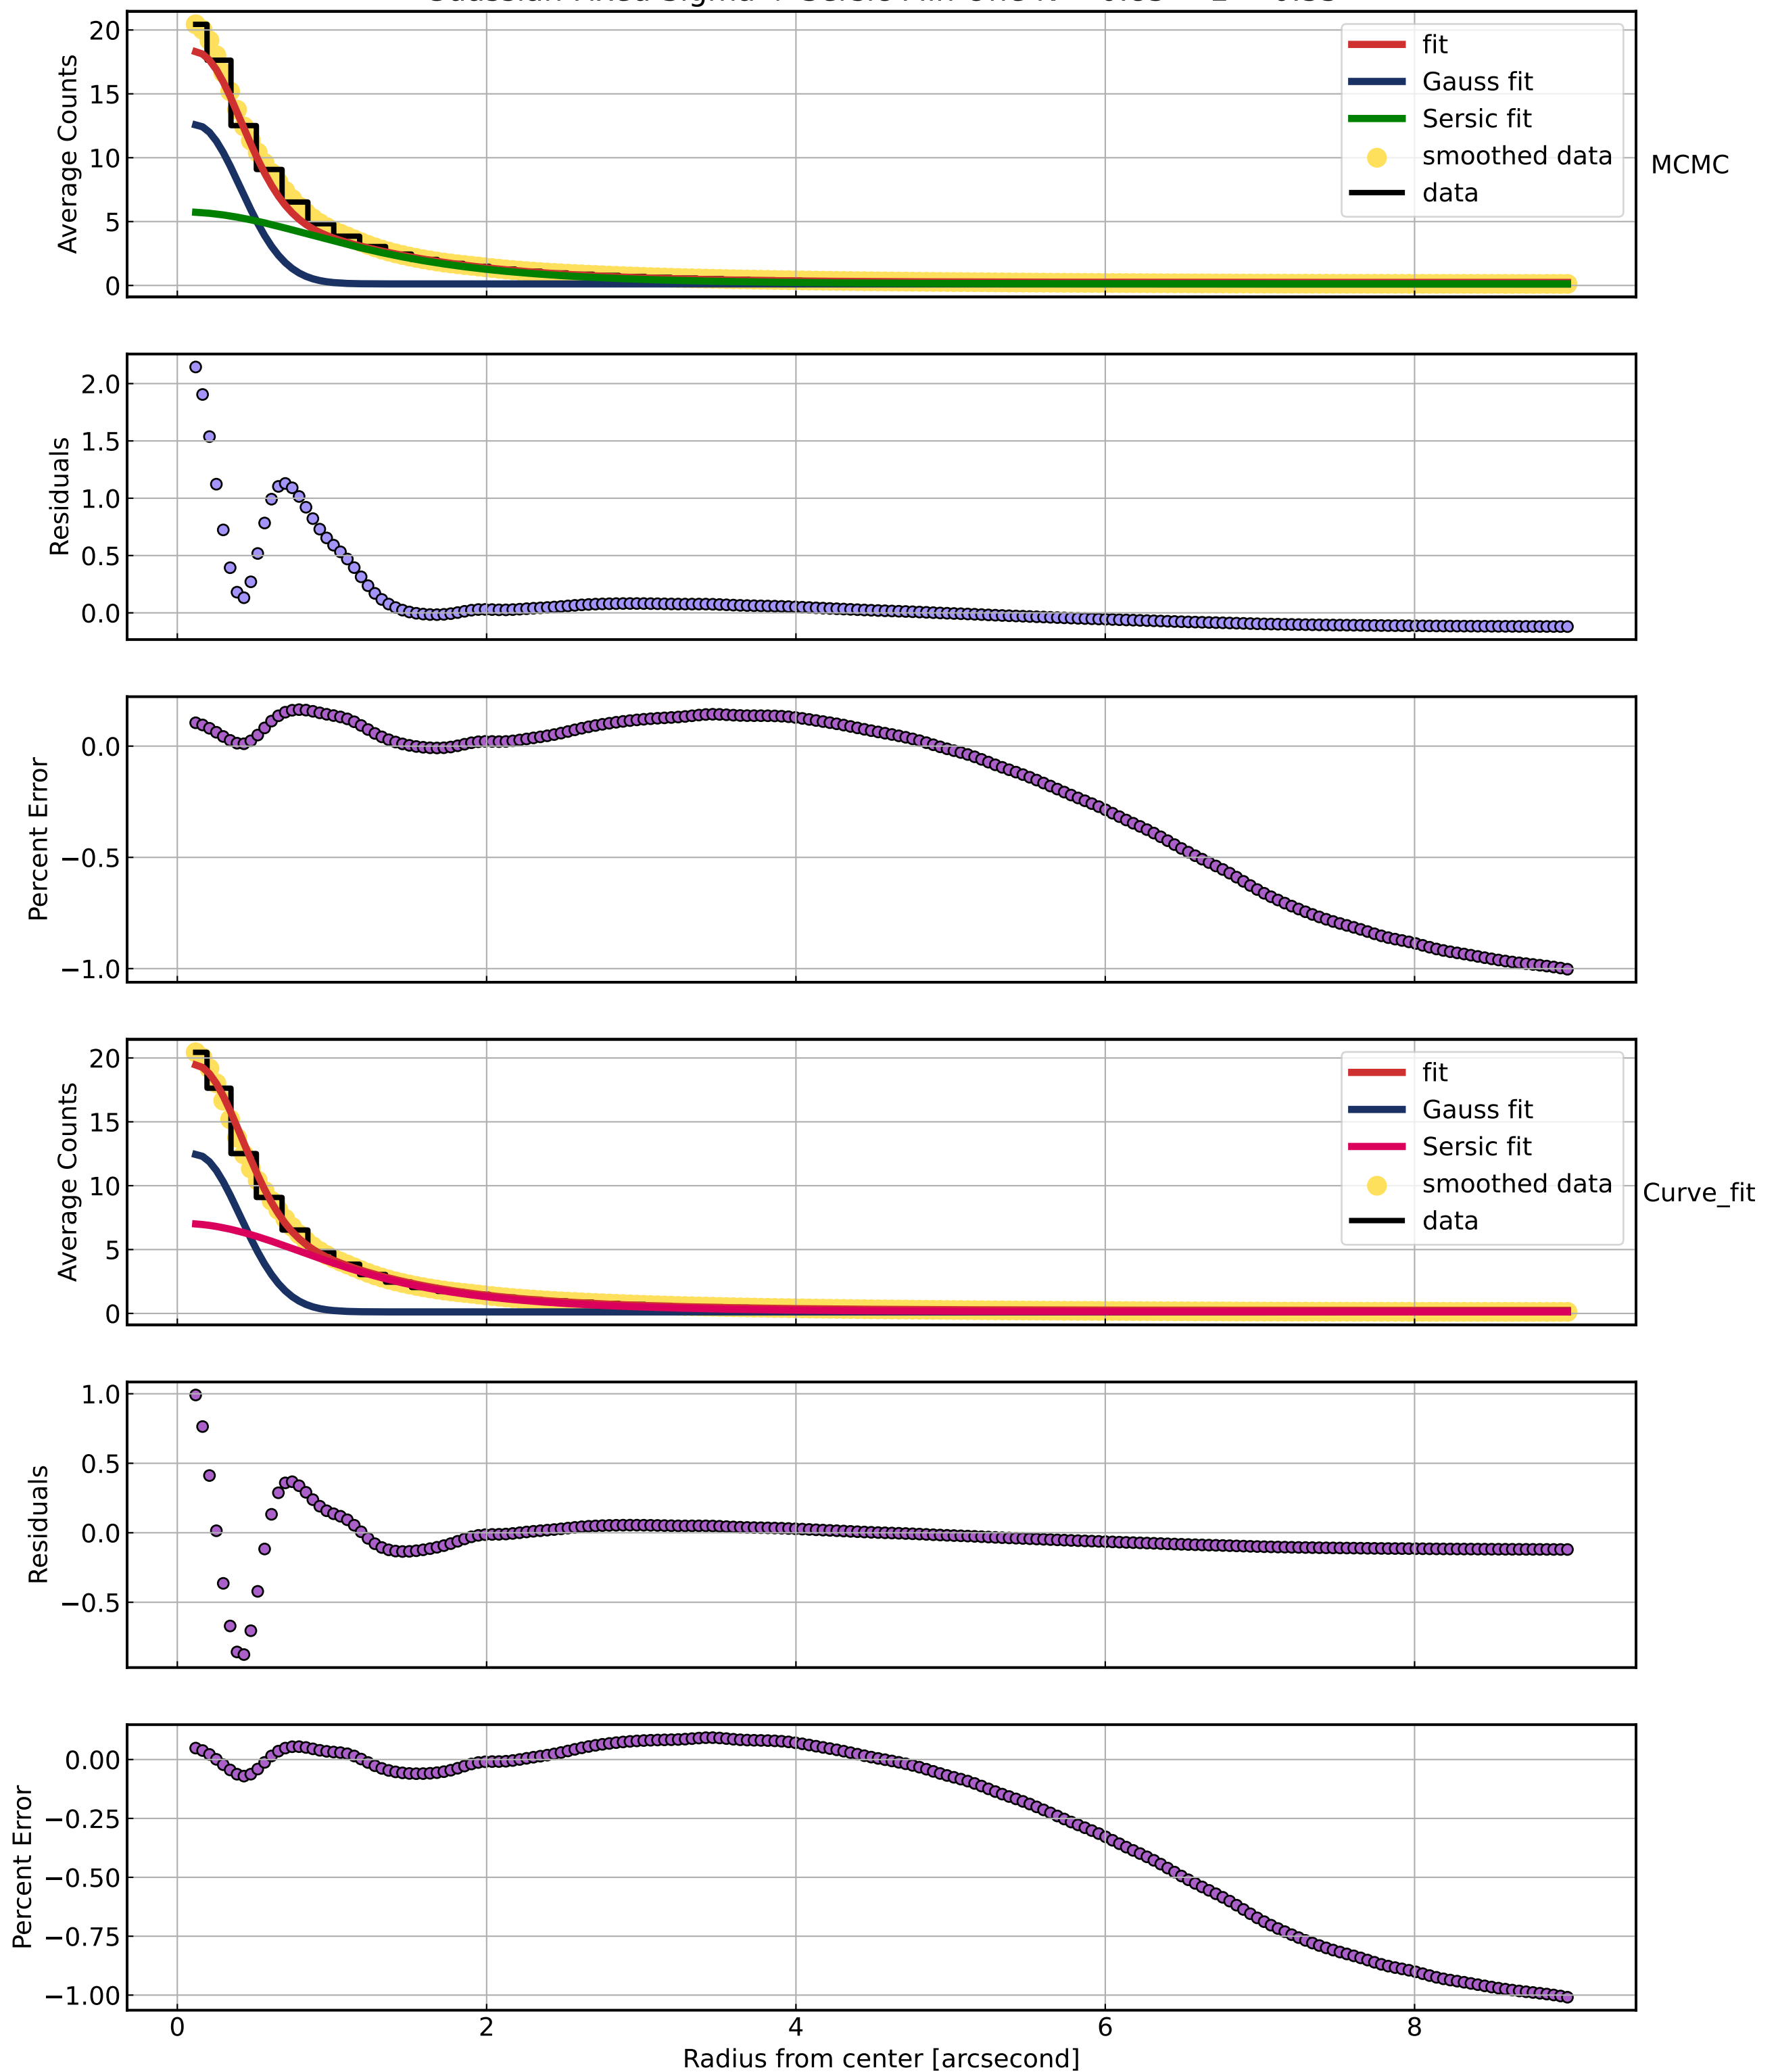 MCMC
Average Counts
20
15
10
5
0
fit
Gauss fit
Sersic fit
smoothed data
data
Residuals
2.0
1.5
1.0
0.5
0.0
Percent Error
0.0
−0.5
−1.0
Curve_fit
Average Counts
20
15
10
5
0
fit
Gauss fit
Sersic fit
smoothed data
data
Residuals
1.0
0.5
0.0
−0.5
Percent Error
0.00
−0.25
−0.50
−0.75
−1.00
0 2 4 6 8
Radius from center [arcsecond]